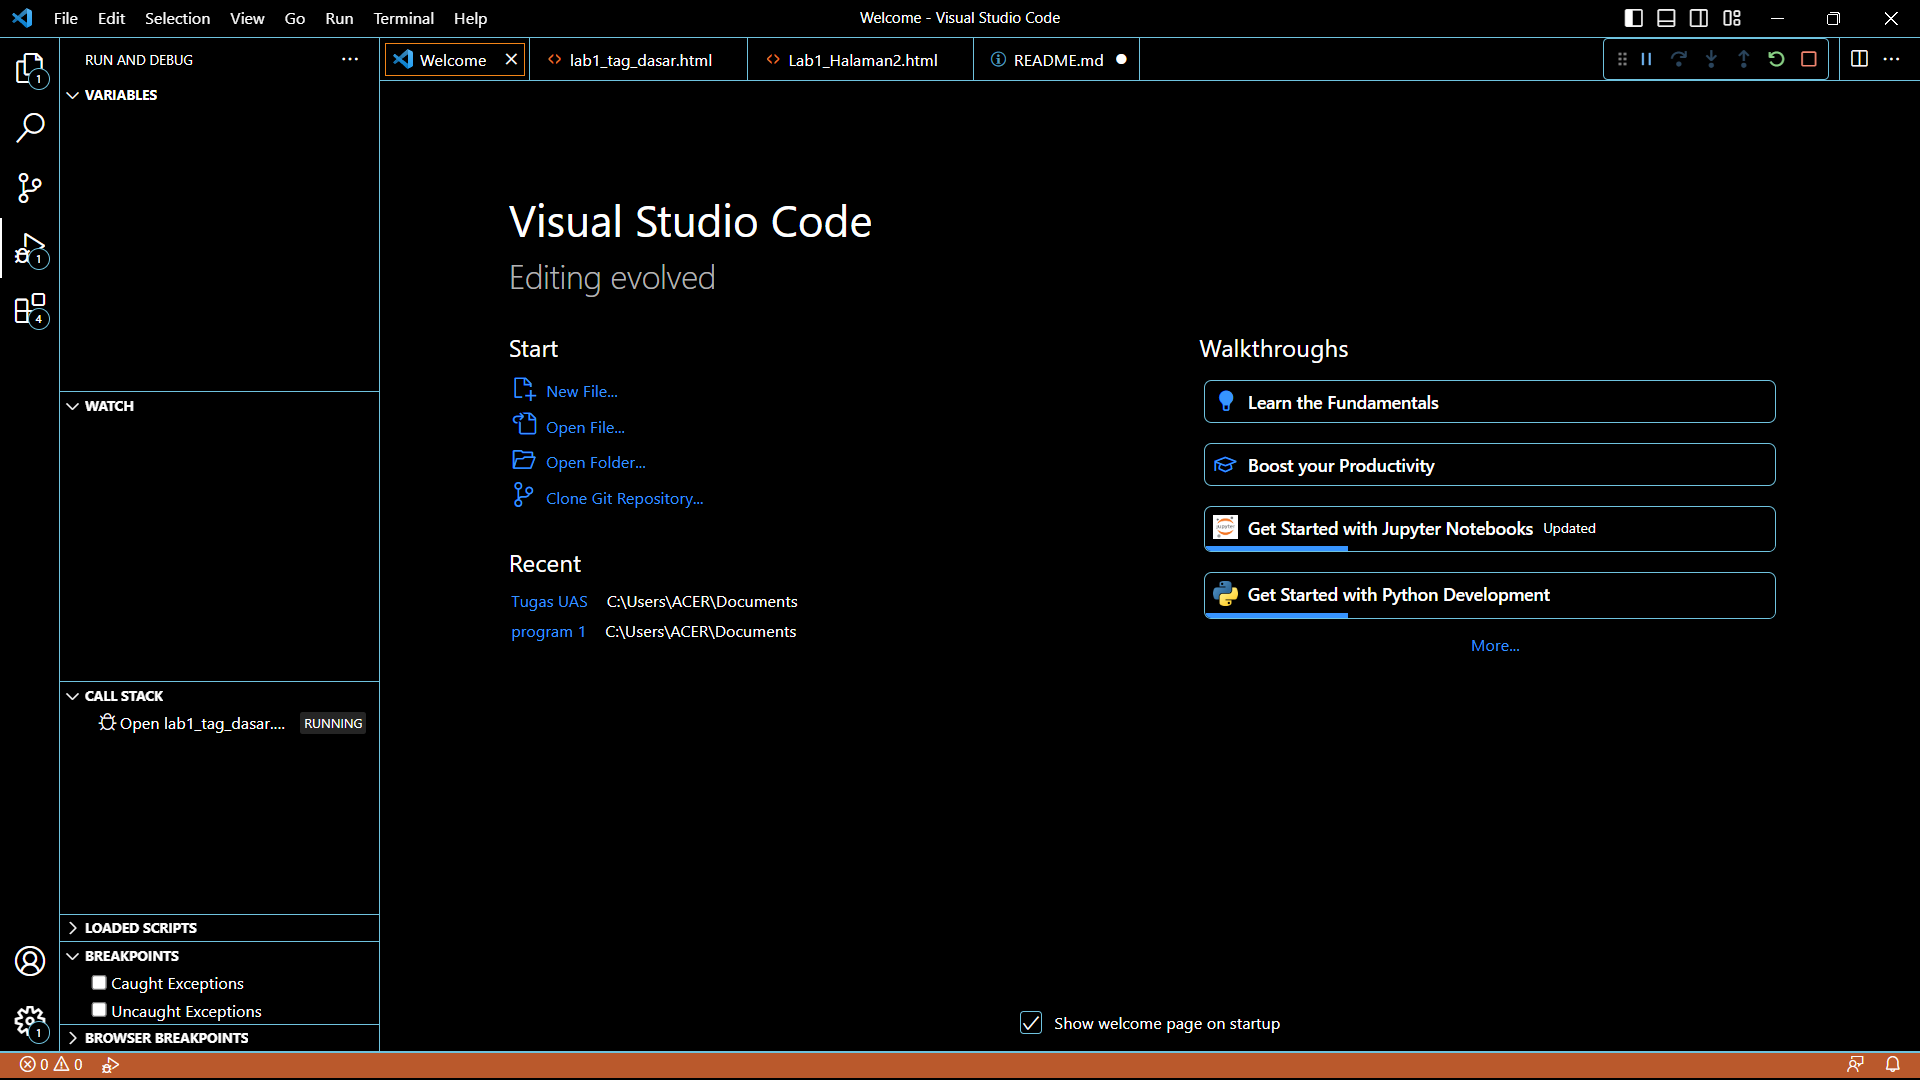 File Edit Selection View Go Run Terminal Help
Welcome - Visual Studio Code
RUN AND DEBUG
Welcome
lab1_tag_dasar.html
Lab1_Halaman2.html
README.md
VARIABLES
WATCH
CALL STACK
Open lab1_tag_dasar.... RUNNING
LOADED SCRIPTS
BREAKPOINTS
Caught Exceptions
Uncaught Exceptions
BROWSER BREAKPOINTS
1
1
4
1
Visual Studio Code
Editing evolved
Start
New File...
Open File...
Open Folder...
Clone Git Repository...
Recent
Tugas UAS C:\Users\ACER\Documents
program 1 C:\Users\ACER\Documents
Walkthroughs
Learn the Fundamentals
Boost your Productivity
Get Started with Jupyter Notebooks Updated
Get Started with Python Development
More...
Show welcome page on startup
0 0